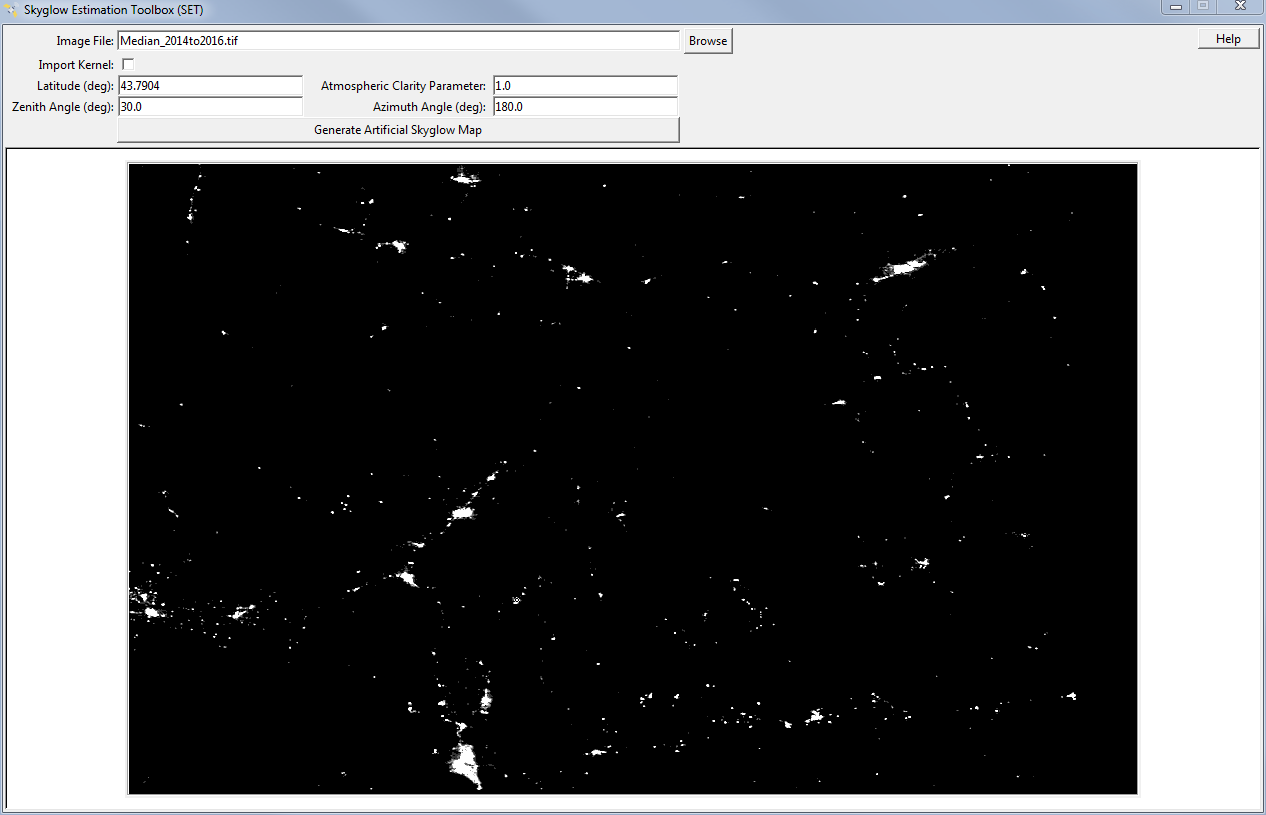 Skyglow Estimation Toolbox (SET)
Image File: Median_2014to2016.tif Browse Help
Import Kernel:
Latitude (deg): 43.7904 Atmospheric Clarity Parameter: 1.0
Zenith Angle (deg): 30.0 Azimuth Angle (deg): 180.0
Generate Artificial Skyglow Map